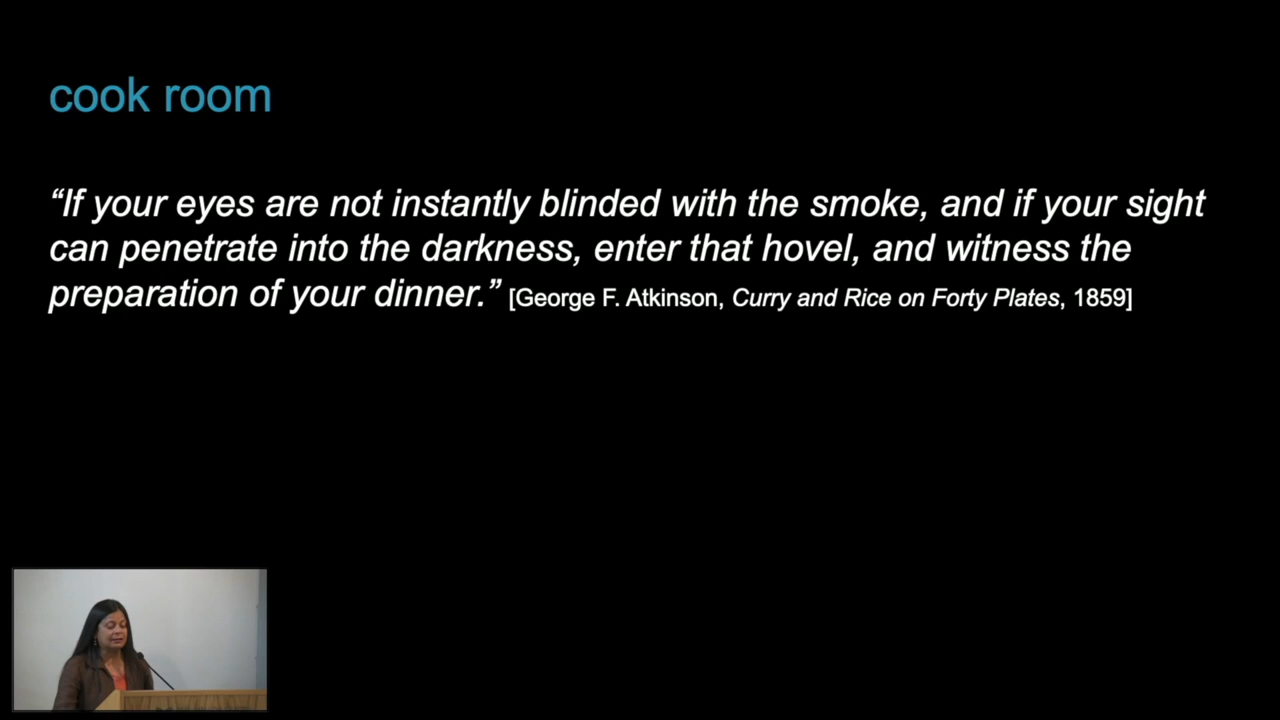 cook room
“If your eyes are not instantly blinded with the smoke, and if your sight
can penetrate into the darkness, enter that hovel, and witness the
preparation of your dinner.” [George F. Atkinson, Curry and Rice on Forty Plates, 1859]